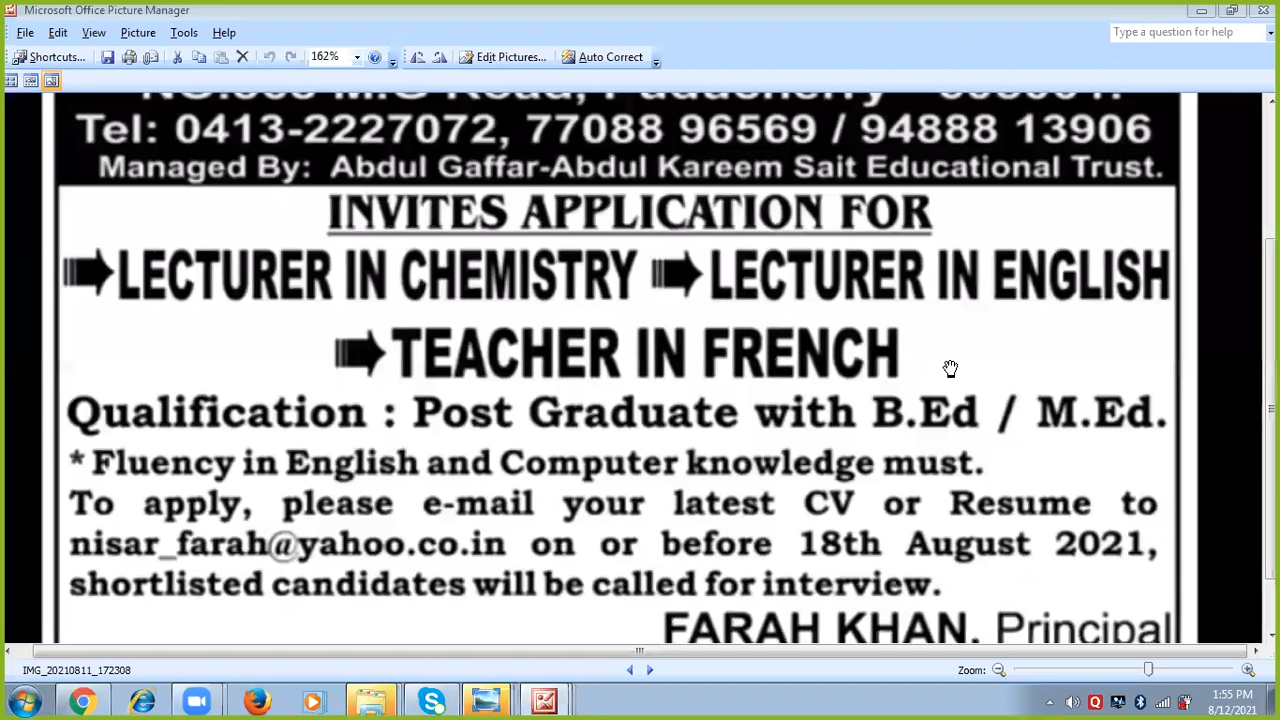 Microsoft Office Picture Manager
File Edit View Picture Tools Help
Type a question for help
Shortcuts... 162% Edit Pictures... Auto Correct
Tel: 0413-2227072, 77088 96569 / 94888 13906
Managed By: Abdul Gaffar-Abdul Kareem Sait Educational Trust.
INVITES APPLICATION FOR
LECTURER IN CHEMISTRY LECTURER IN ENGLISH
TEACHER IN FRENCH
Qualification : Post Graduate with B.Ed / M.Ed.
* Fluency in English and Computer knowledge must.
To apply, please e-mail your latest CV or Resume to
nisar_farah@yahoo.co.in on or before 18th August 2021,
shortlisted candidates will be called for interview.
FARAH KHAN, Principal
IMG_20210811_172308
Zoom:
1:55 PM
8/12/2021